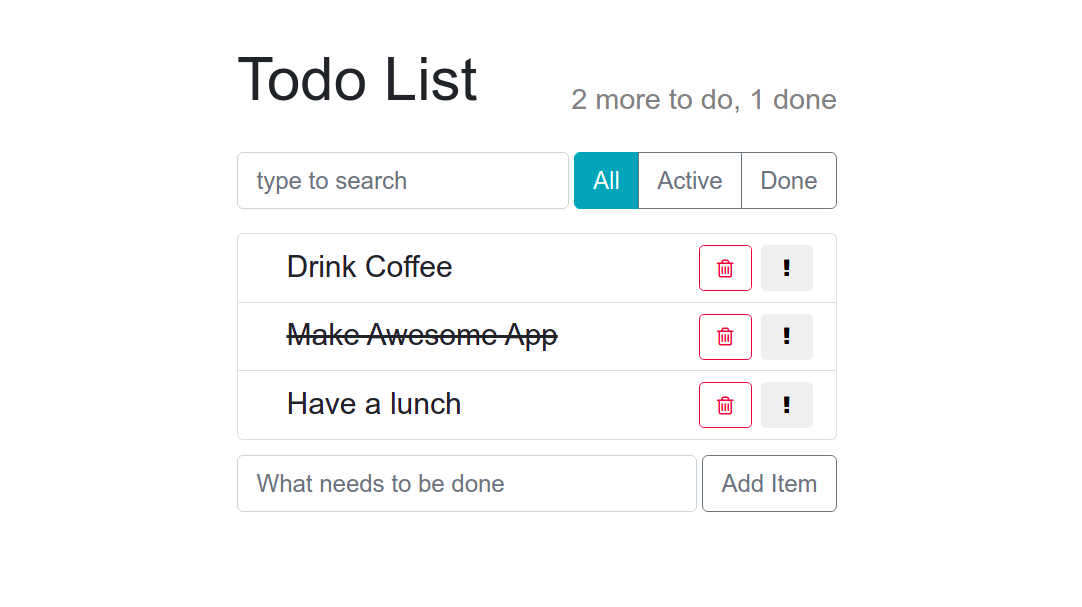 Todo List
2 more to do, 1 done
type to search
All
Active
Done
Drink Coffee
!
Make Awesome App
!
Have a lunch
!
What needs to be done
Add Item